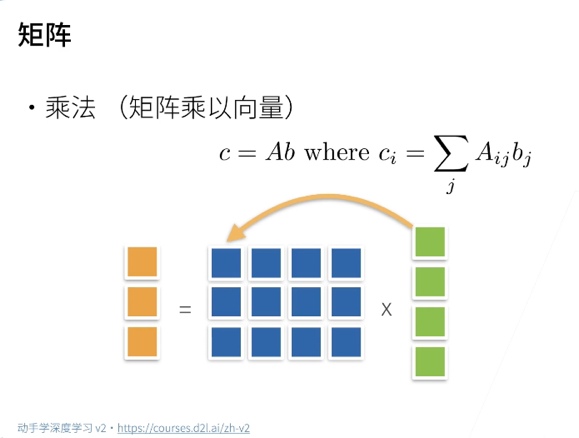 矩阵
• 乘法 （矩阵乘以向量）
c = Ab where c_i = ∑_j A_{ij} b_j
= X
动手学深度学习 v2 • https://courses.d2l.ai/zh-v2